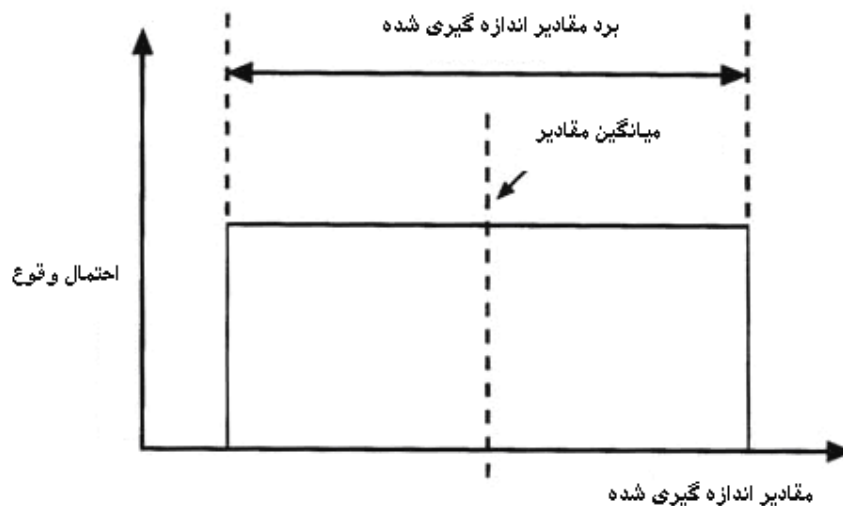 برد مقادیر اندازه گیری شده
میانگین مقادیر
احتمال وقوع
مقادیر اندازه گیری شده